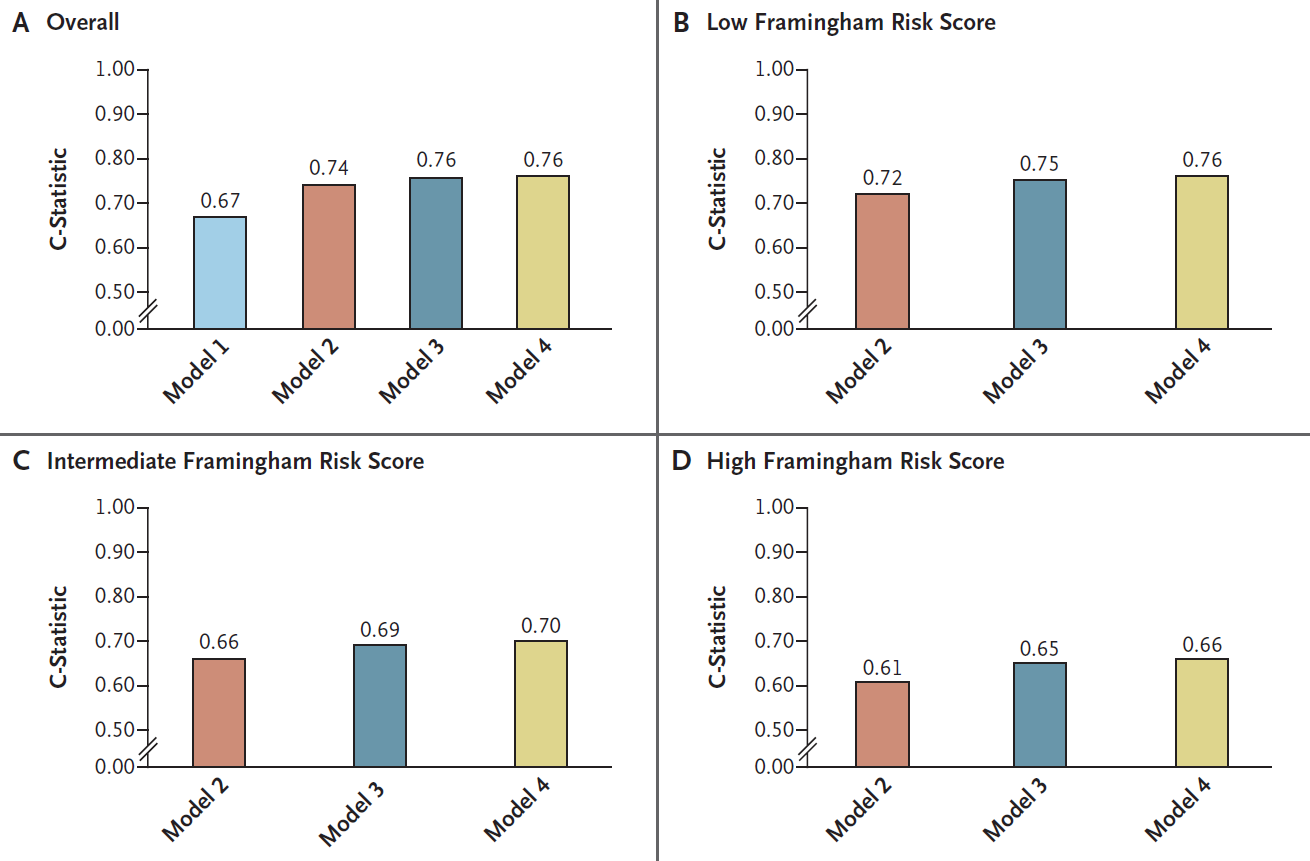 A Overall
C-Statistic
1.00
0.90
0.80
0.70
0.60
0.50
0.00
0.67
0.74
0.76
0.76
Model 1
Model 2
Model 3
Model 4
B Low Framingham Risk Score
C-Statistic
1.00
0.90
0.80
0.70
0.60
0.50
0.00
0.72
0.75
0.76
Model 2
Model 3
Model 4
C Intermediate Framingham Risk Score
C-Statistic
1.00
0.90
0.80
0.70
0.60
0.50
0.00
0.66
0.69
0.70
Model 2
Model 3
Model 4
D High Framingham Risk Score
C-Statistic
1.00
0.90
0.80
0.70
0.60
0.50
0.00
0.61
0.65
0.66
Model 2
Model 3
Model 4